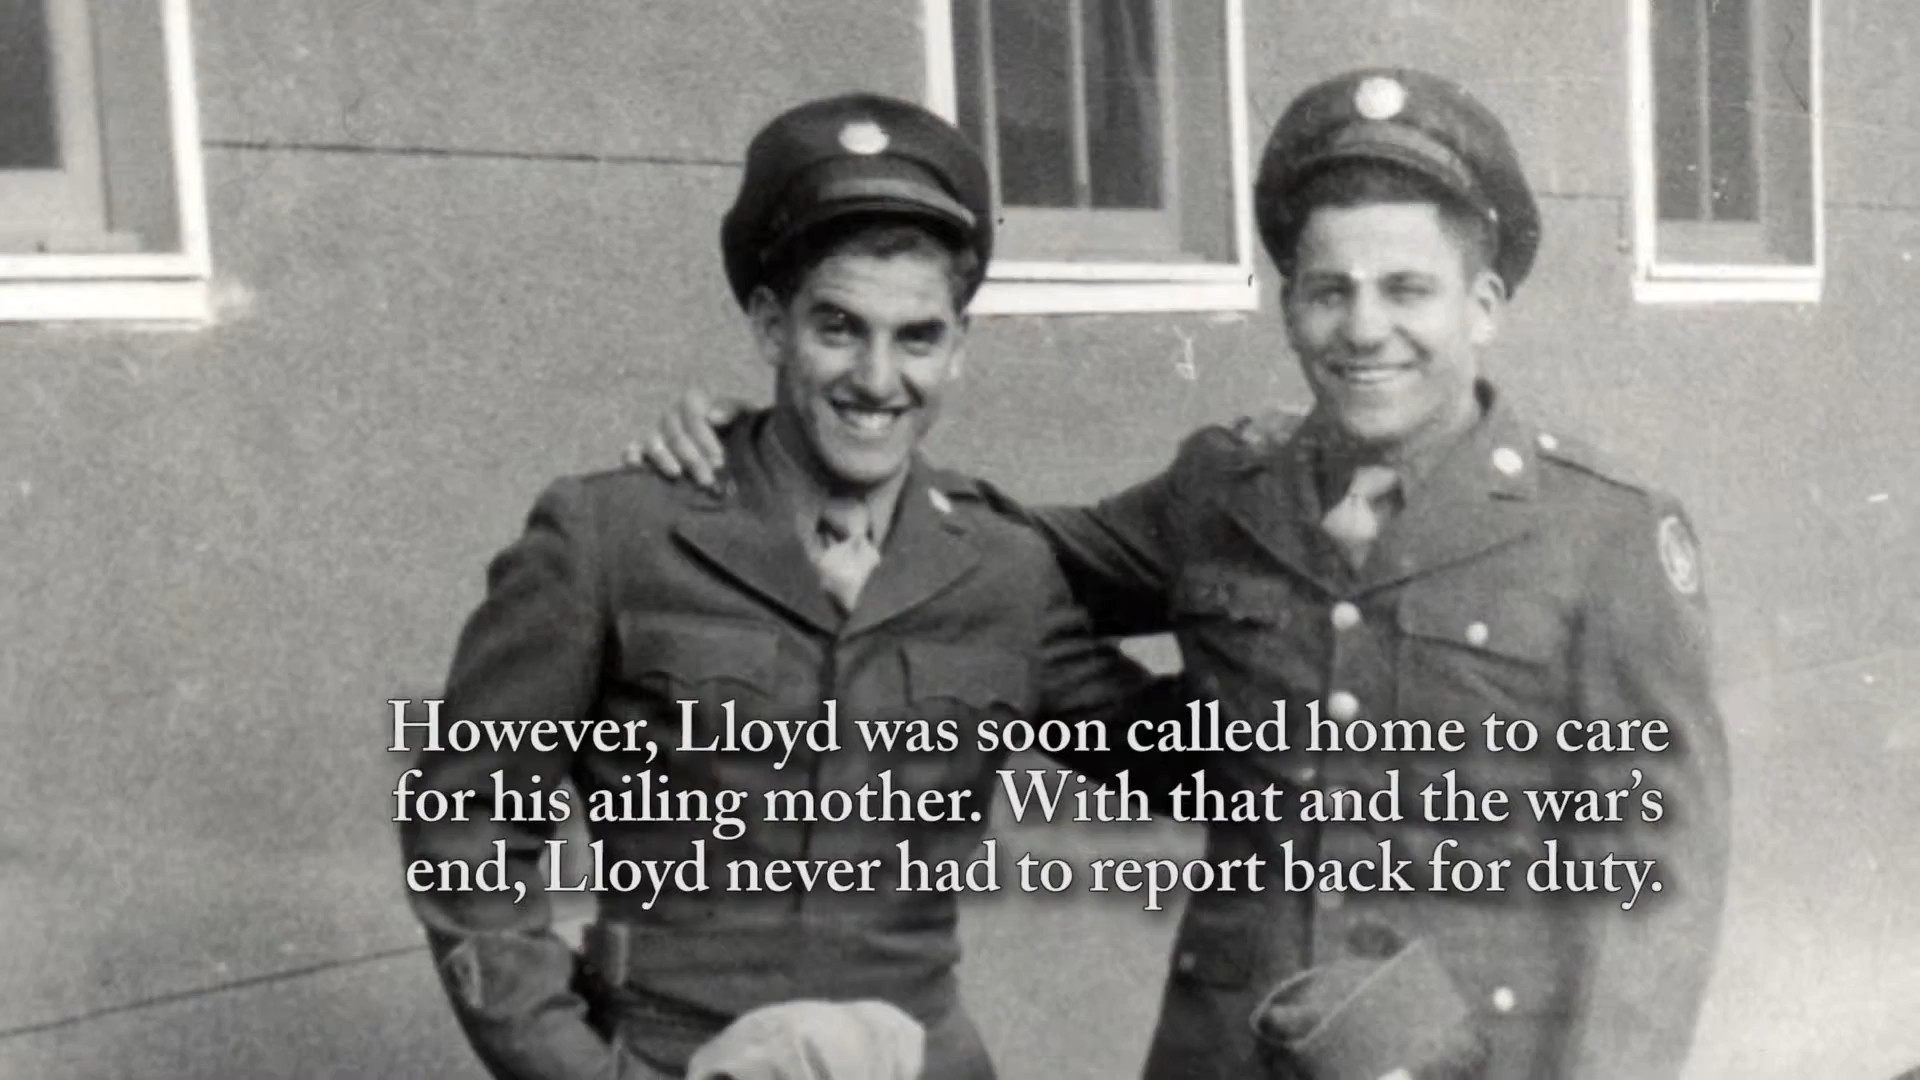 However, Lloyd was soon called home to care
for his ailing mother. With that and the war’s
end, Lloyd never had to report back for duty.